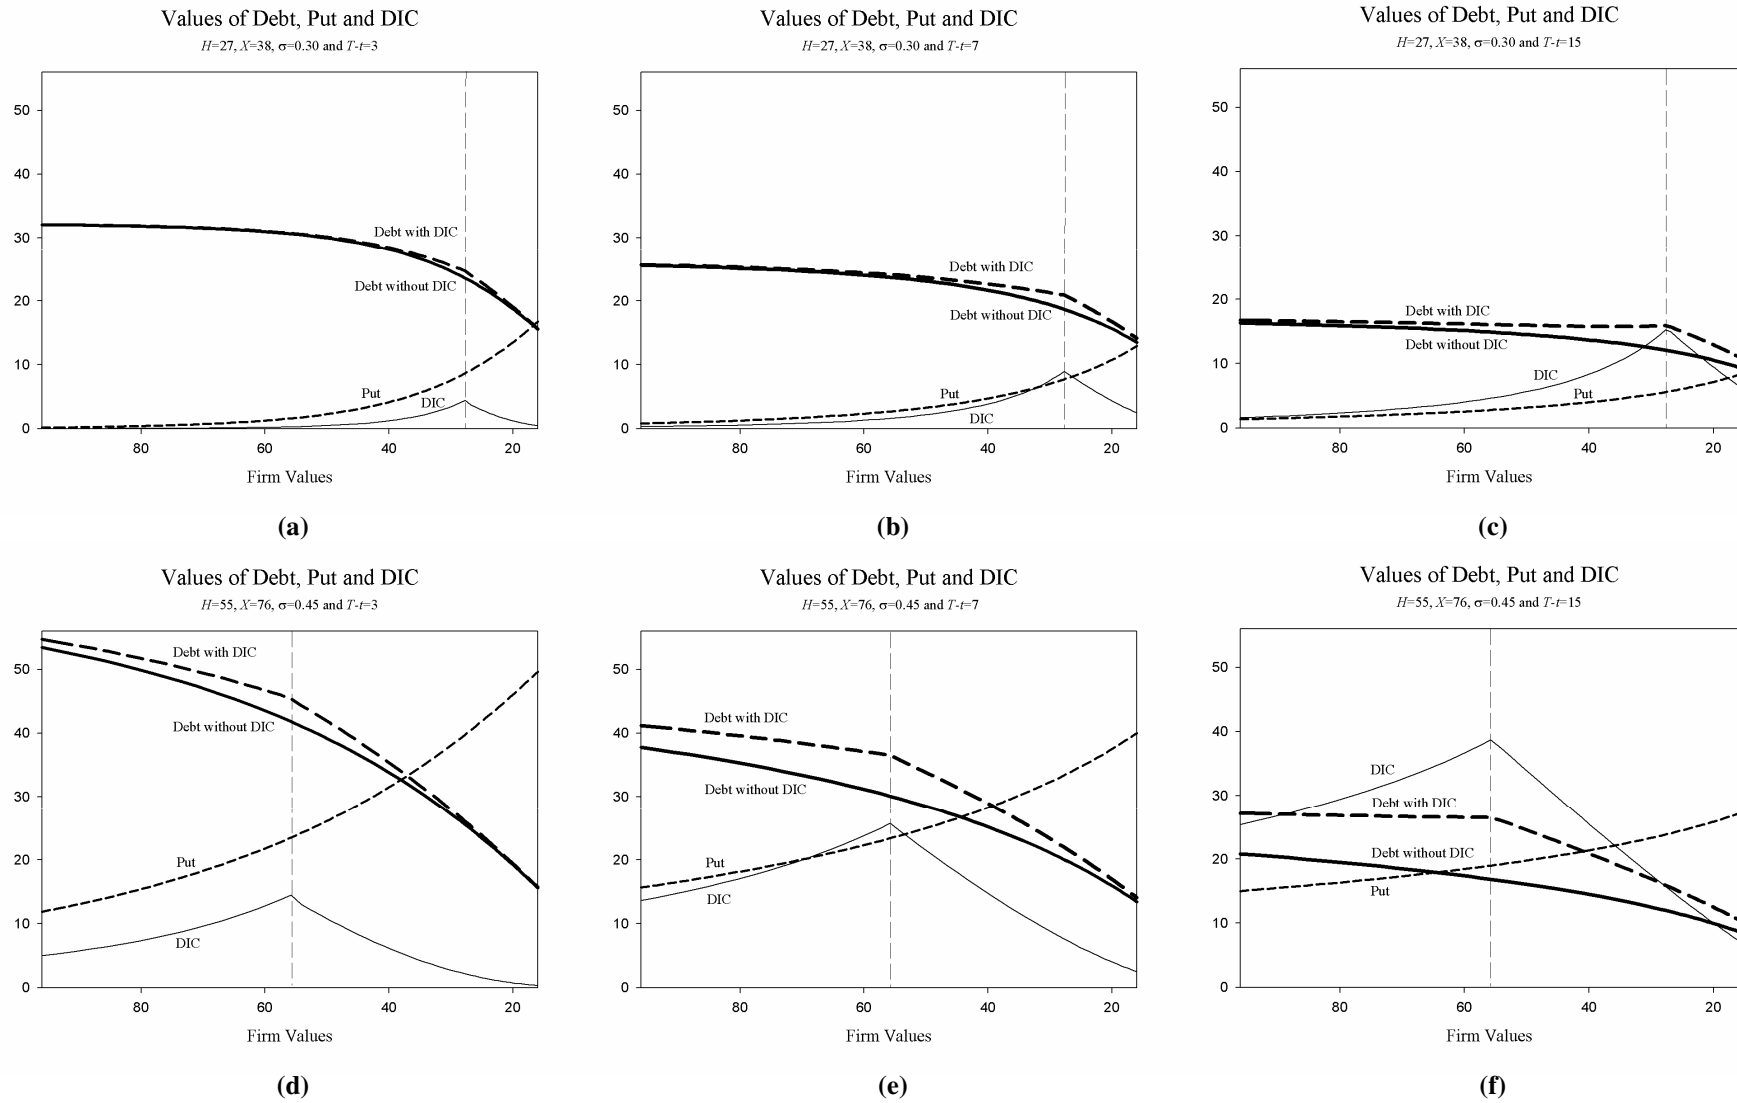 Values of Debt, Put and DIC
H=27, X=38, σ=0.30 and T-t=3
50
40
30
20
10
0
Debt with DIC
Debt without DIC
Put
DIC
80
60
40
20
Firm Values
(a)
Values of Debt, Put and DIC
H=27, X=38, σ=0.30 and T-t=7
50
40
30
20
10
0
Debt with DIC
Debt without DIC
Put
DIC
80
60
40
20
Firm Values
(b)
Values of Debt, Put and DIC
H=27, X=38, σ=0.30 and T-t=15
50
40
30
20
10
0
Debt with DIC
Debt without DIC
DIC
Put
80
60
40
20
Firm Values
(c)
Values of Debt, Put and DIC
H=55, X=76, σ=0.45 and T-t=3
50
40
30
20
10
0
Debt with DIC
Debt without DIC
Put
DIC
80
60
40
20
Firm Values
(d)
Values of Debt, Put and DIC
H=55, X=76, σ=0.45 and T-t=7
50
40
30
20
10
0
Debt with DIC
Debt without DIC
Put
DIC
80
60
40
20
Firm Values
(e)
Values of Debt, Put and DIC
H=55, X=76, σ=0.45 and T-t=15
50
40
30
20
10
0
DIC
Debt with DIC
Debt without DIC
Put
80
60
40
20
Firm Values
(f)